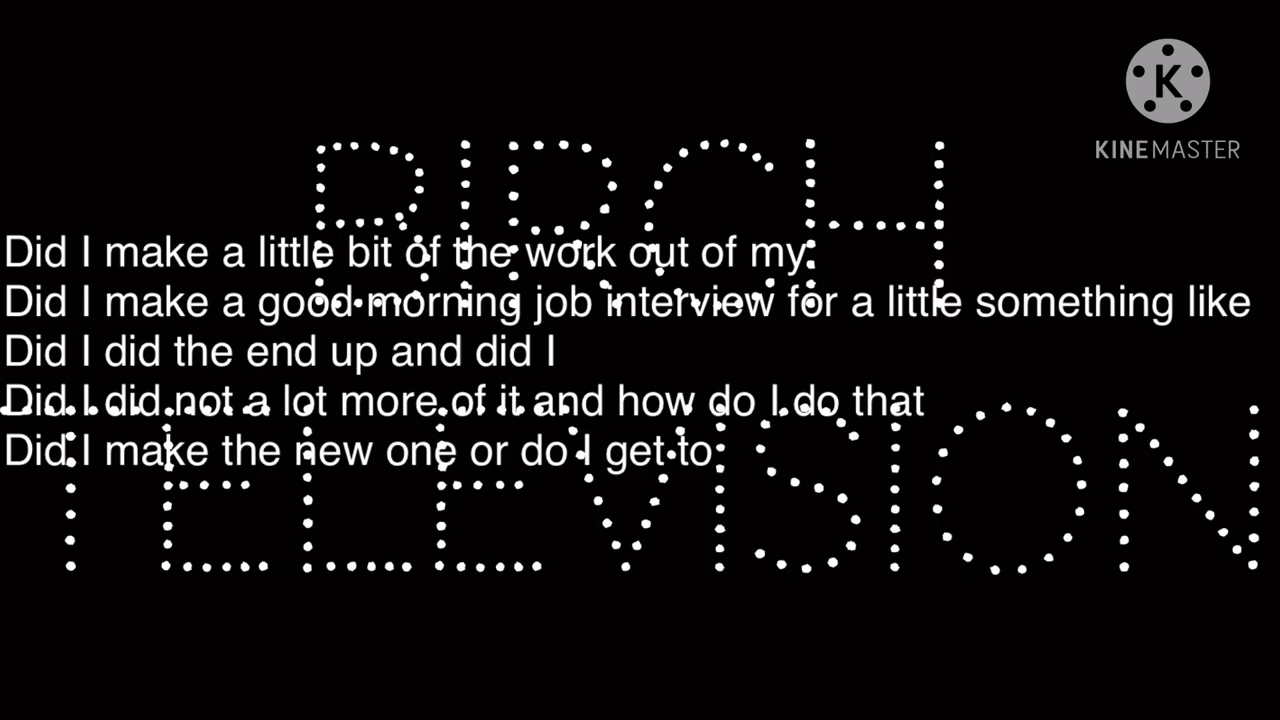 KINEMASTER
BIRCH
Did I make a little bit of the work out of my
Did I make a good morning job interview for a little something like
Did I did the end up and did I
Did I did not a lot more of it and how do I do that
Did I make the new one or do I get to
TELEVISION